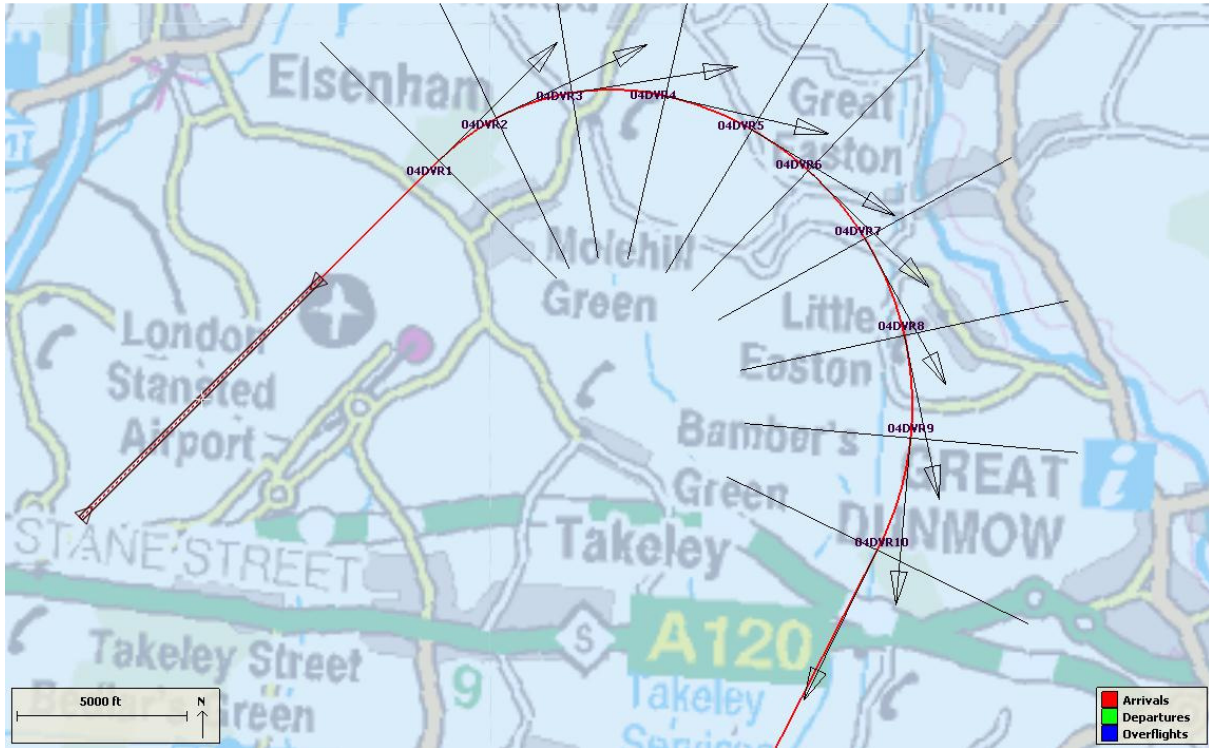 Elsenham
04DVR3
04DVR4
Great
Easton
04DVR2
04DVR5
04DVR6
04DVR1
04DVR7
Molehill
Green
Little
Easton
04DVR8
London
Stansted
Airport
Bamber's
Green
04DVR9
GREAT
DUNMOW
i
STANE STREET
Takeley
04DVR10
S
A120
Takeley Street
9
Green
Takeley
5000 ft
N
Arrivals
Departures
Overflights